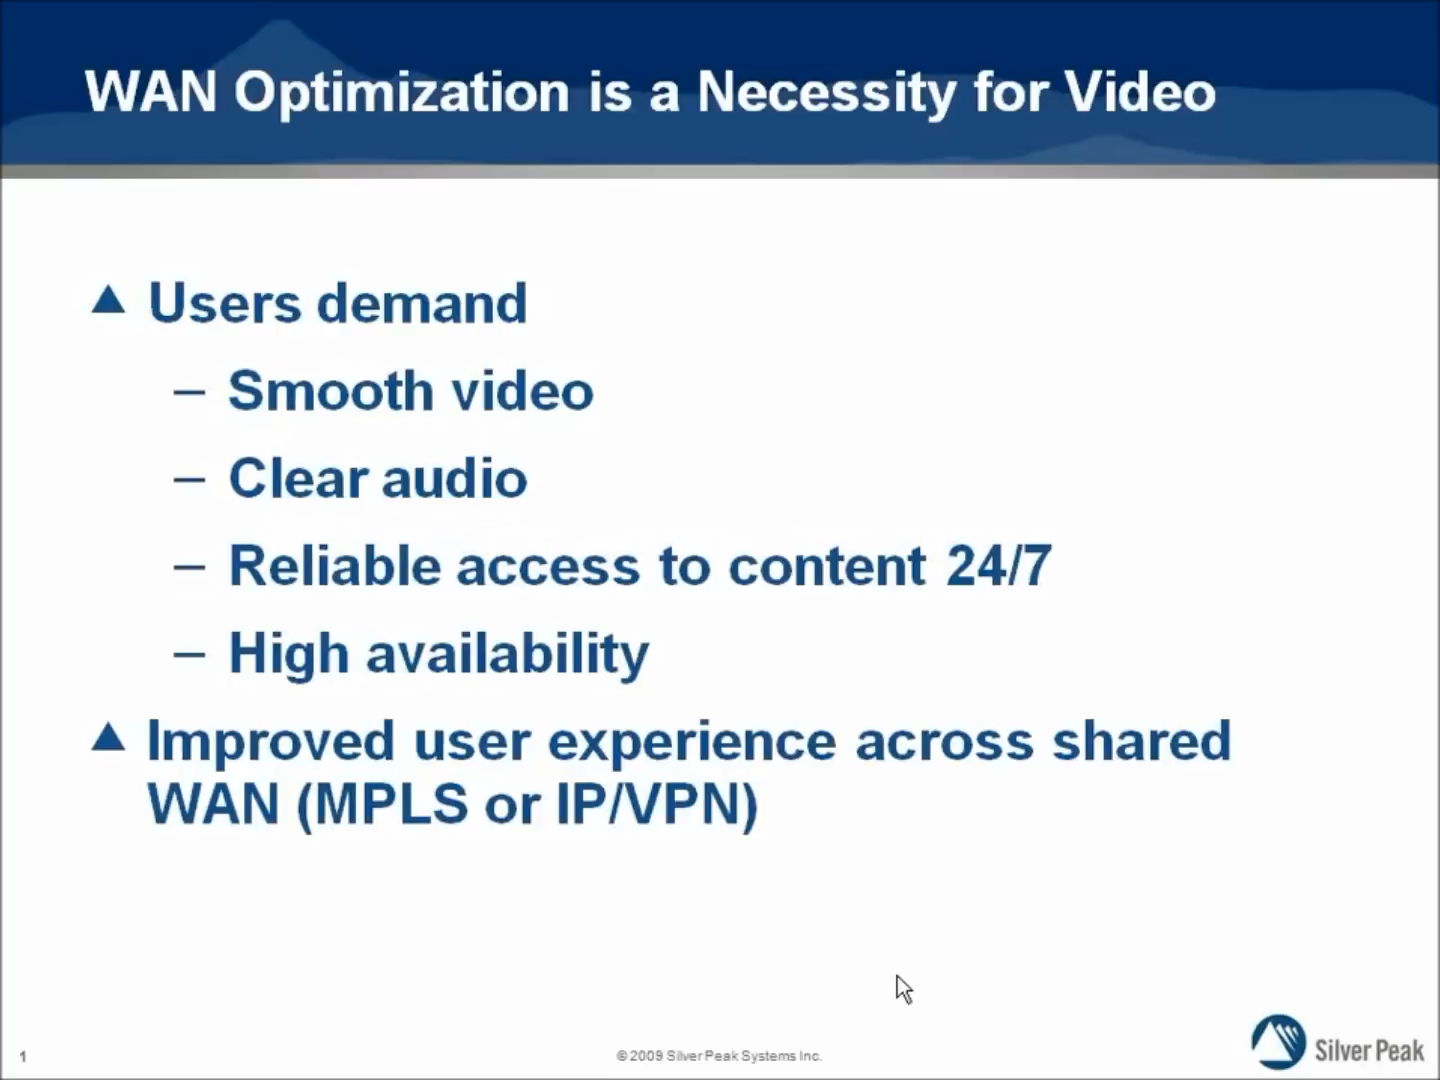 WAN Optimization is a Necessity for Video
▲ Users demand
– Smooth video
– Clear audio
– Reliable access to content 24/7
– High availability
▲ Improved user experience across shared
WAN (MPLS or IP/VPN)
1
©2009 Silver Peak Systems Inc.
Silver Peak